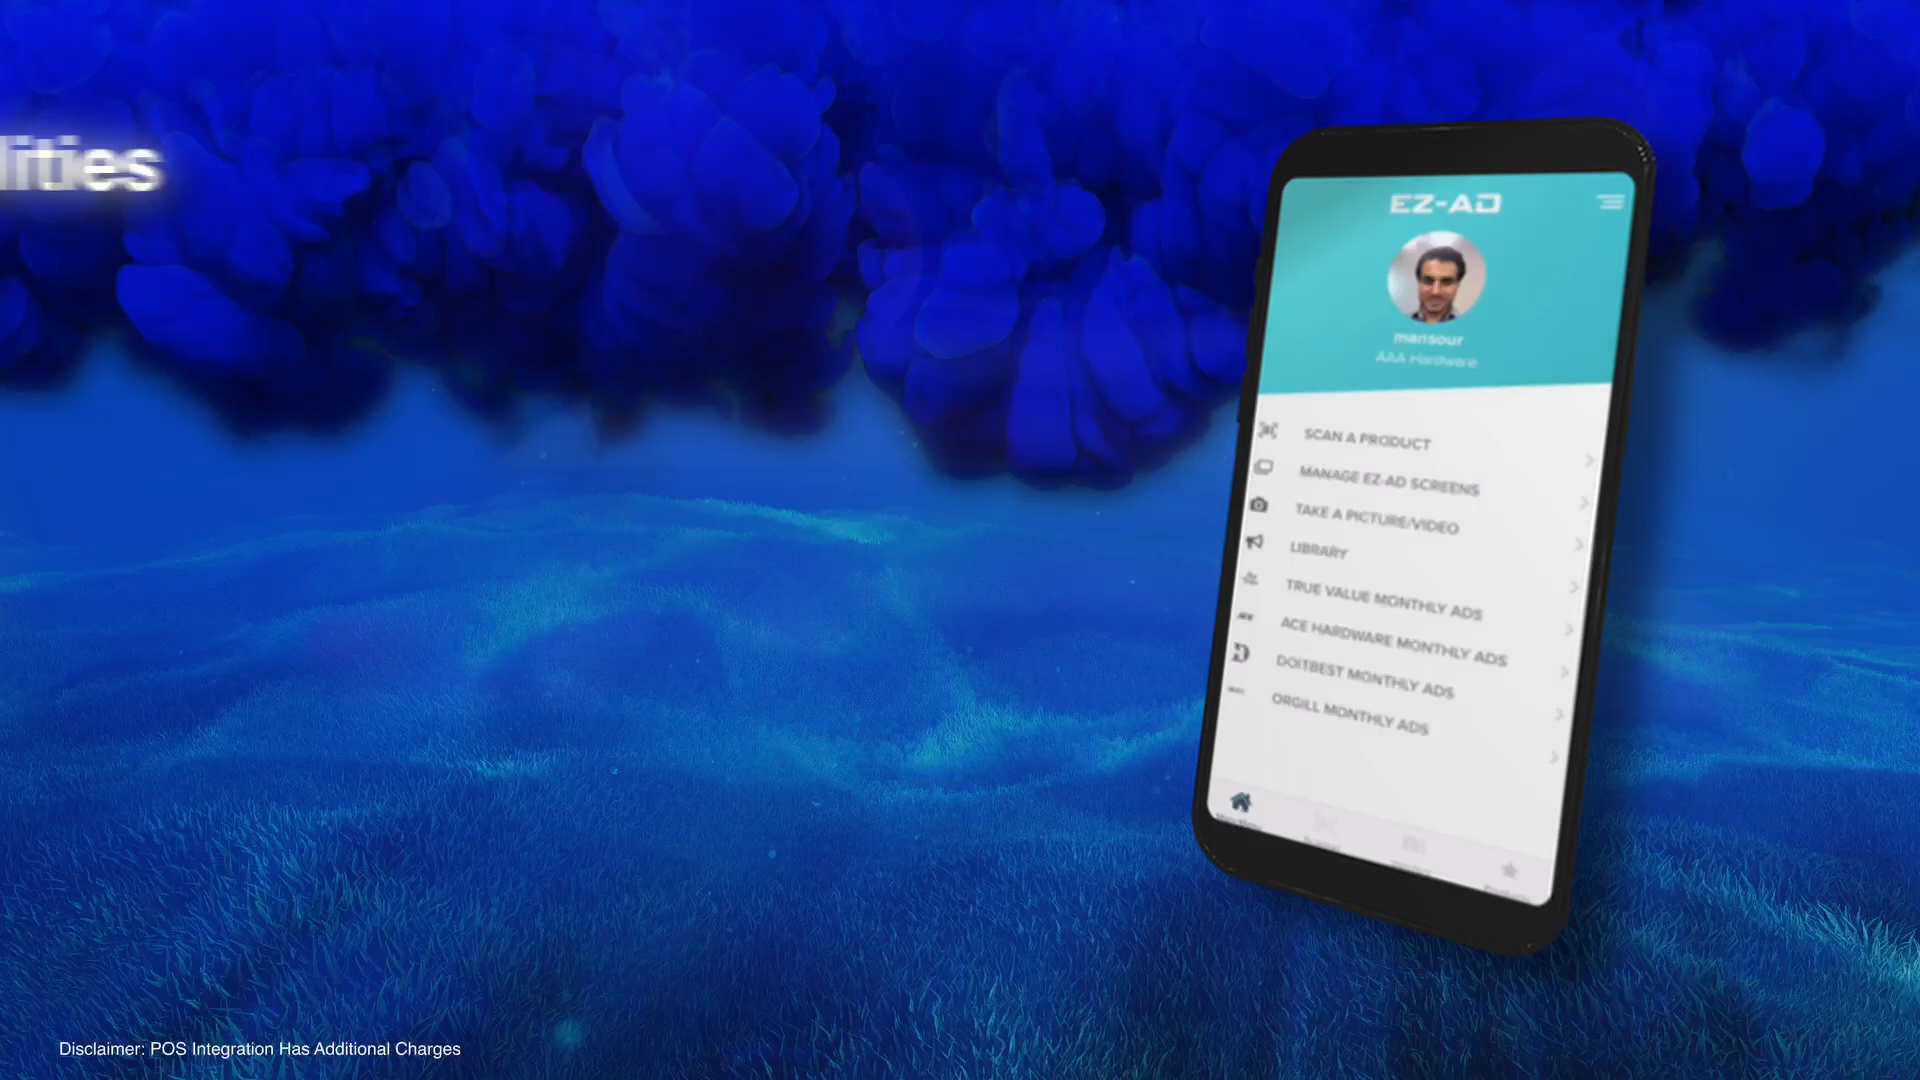 lities
EZ-AD
mansour
AAA Hardware
SCAN A PRODUCT
MANAGE EZ-AD SCREENS
TAKE A PICTURE/VIDEO
LIBRARY
TRUE VALUE MONTHLY ADS
ACE HARDWARE MONTHLY ADS
DOITBEST MONTHLY ADS
ORGILL MONTHLY ADS
Disclaimer: POS Integration Has Additional Charges